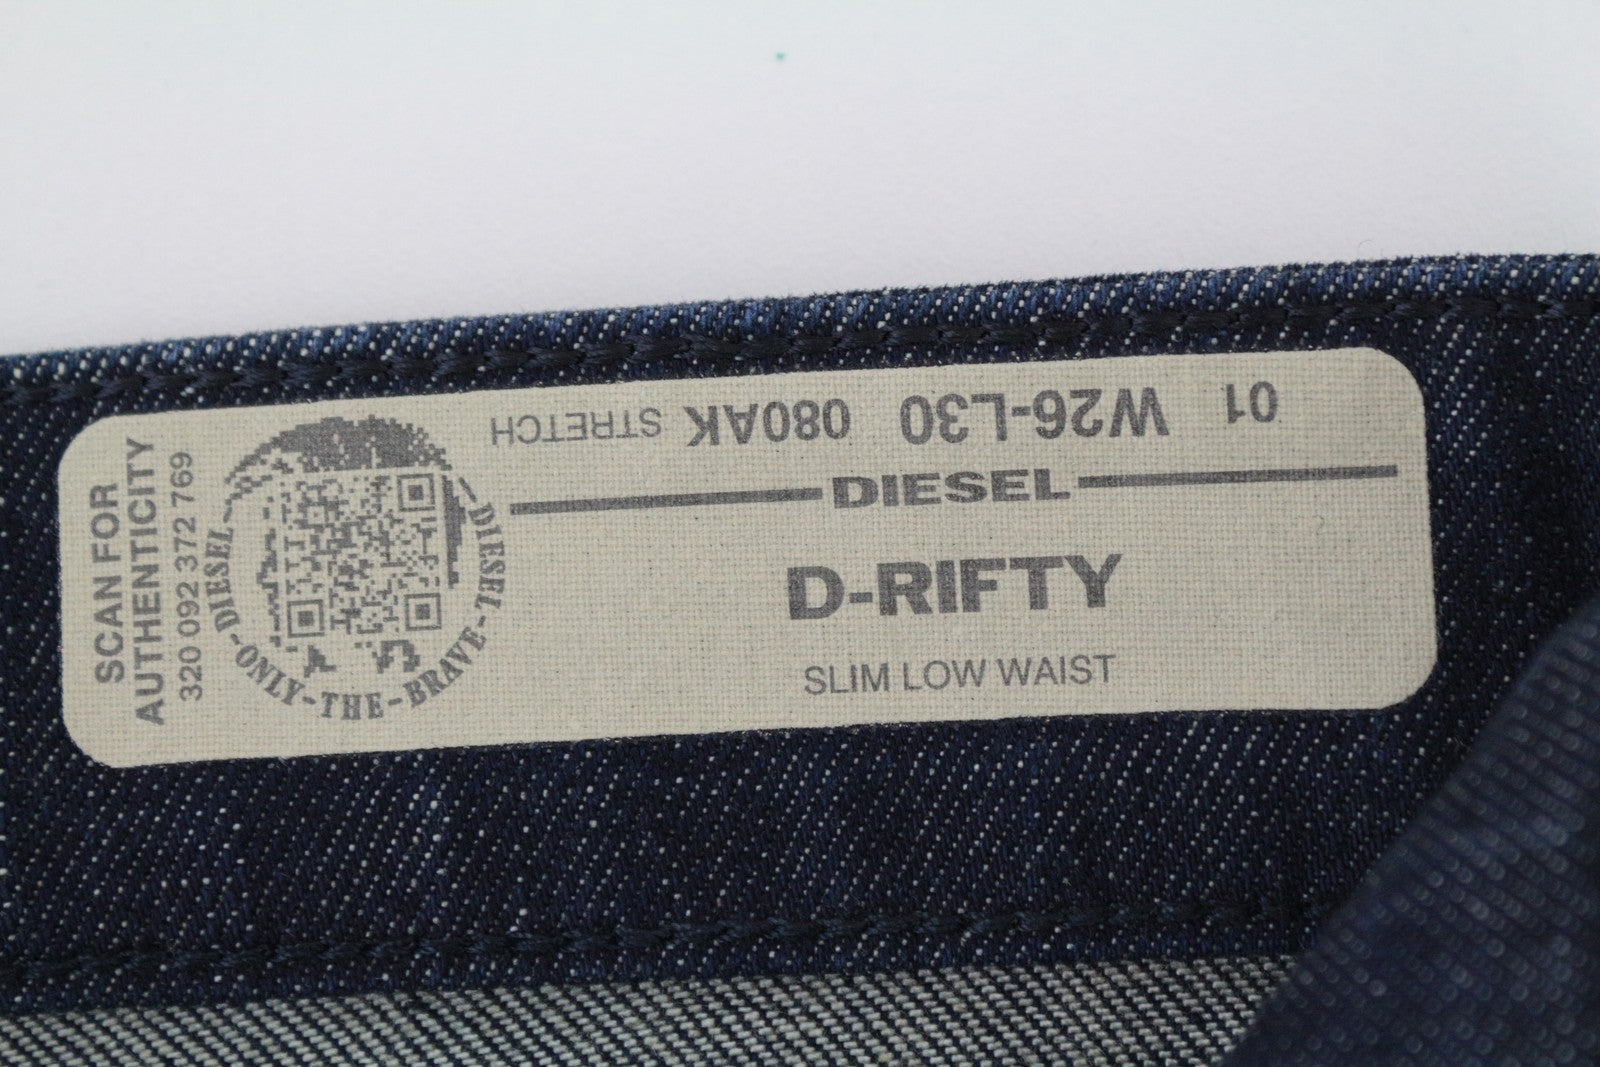 SCAN FOR
AUTHENTICITY
320 092 372 769
-DIESEL-ONLY-THE-BRAVE-DIESEL-
01 W26-L30 080AK STRETCH
DIESEL
D-RIFTY
SLIM LOW WAIST